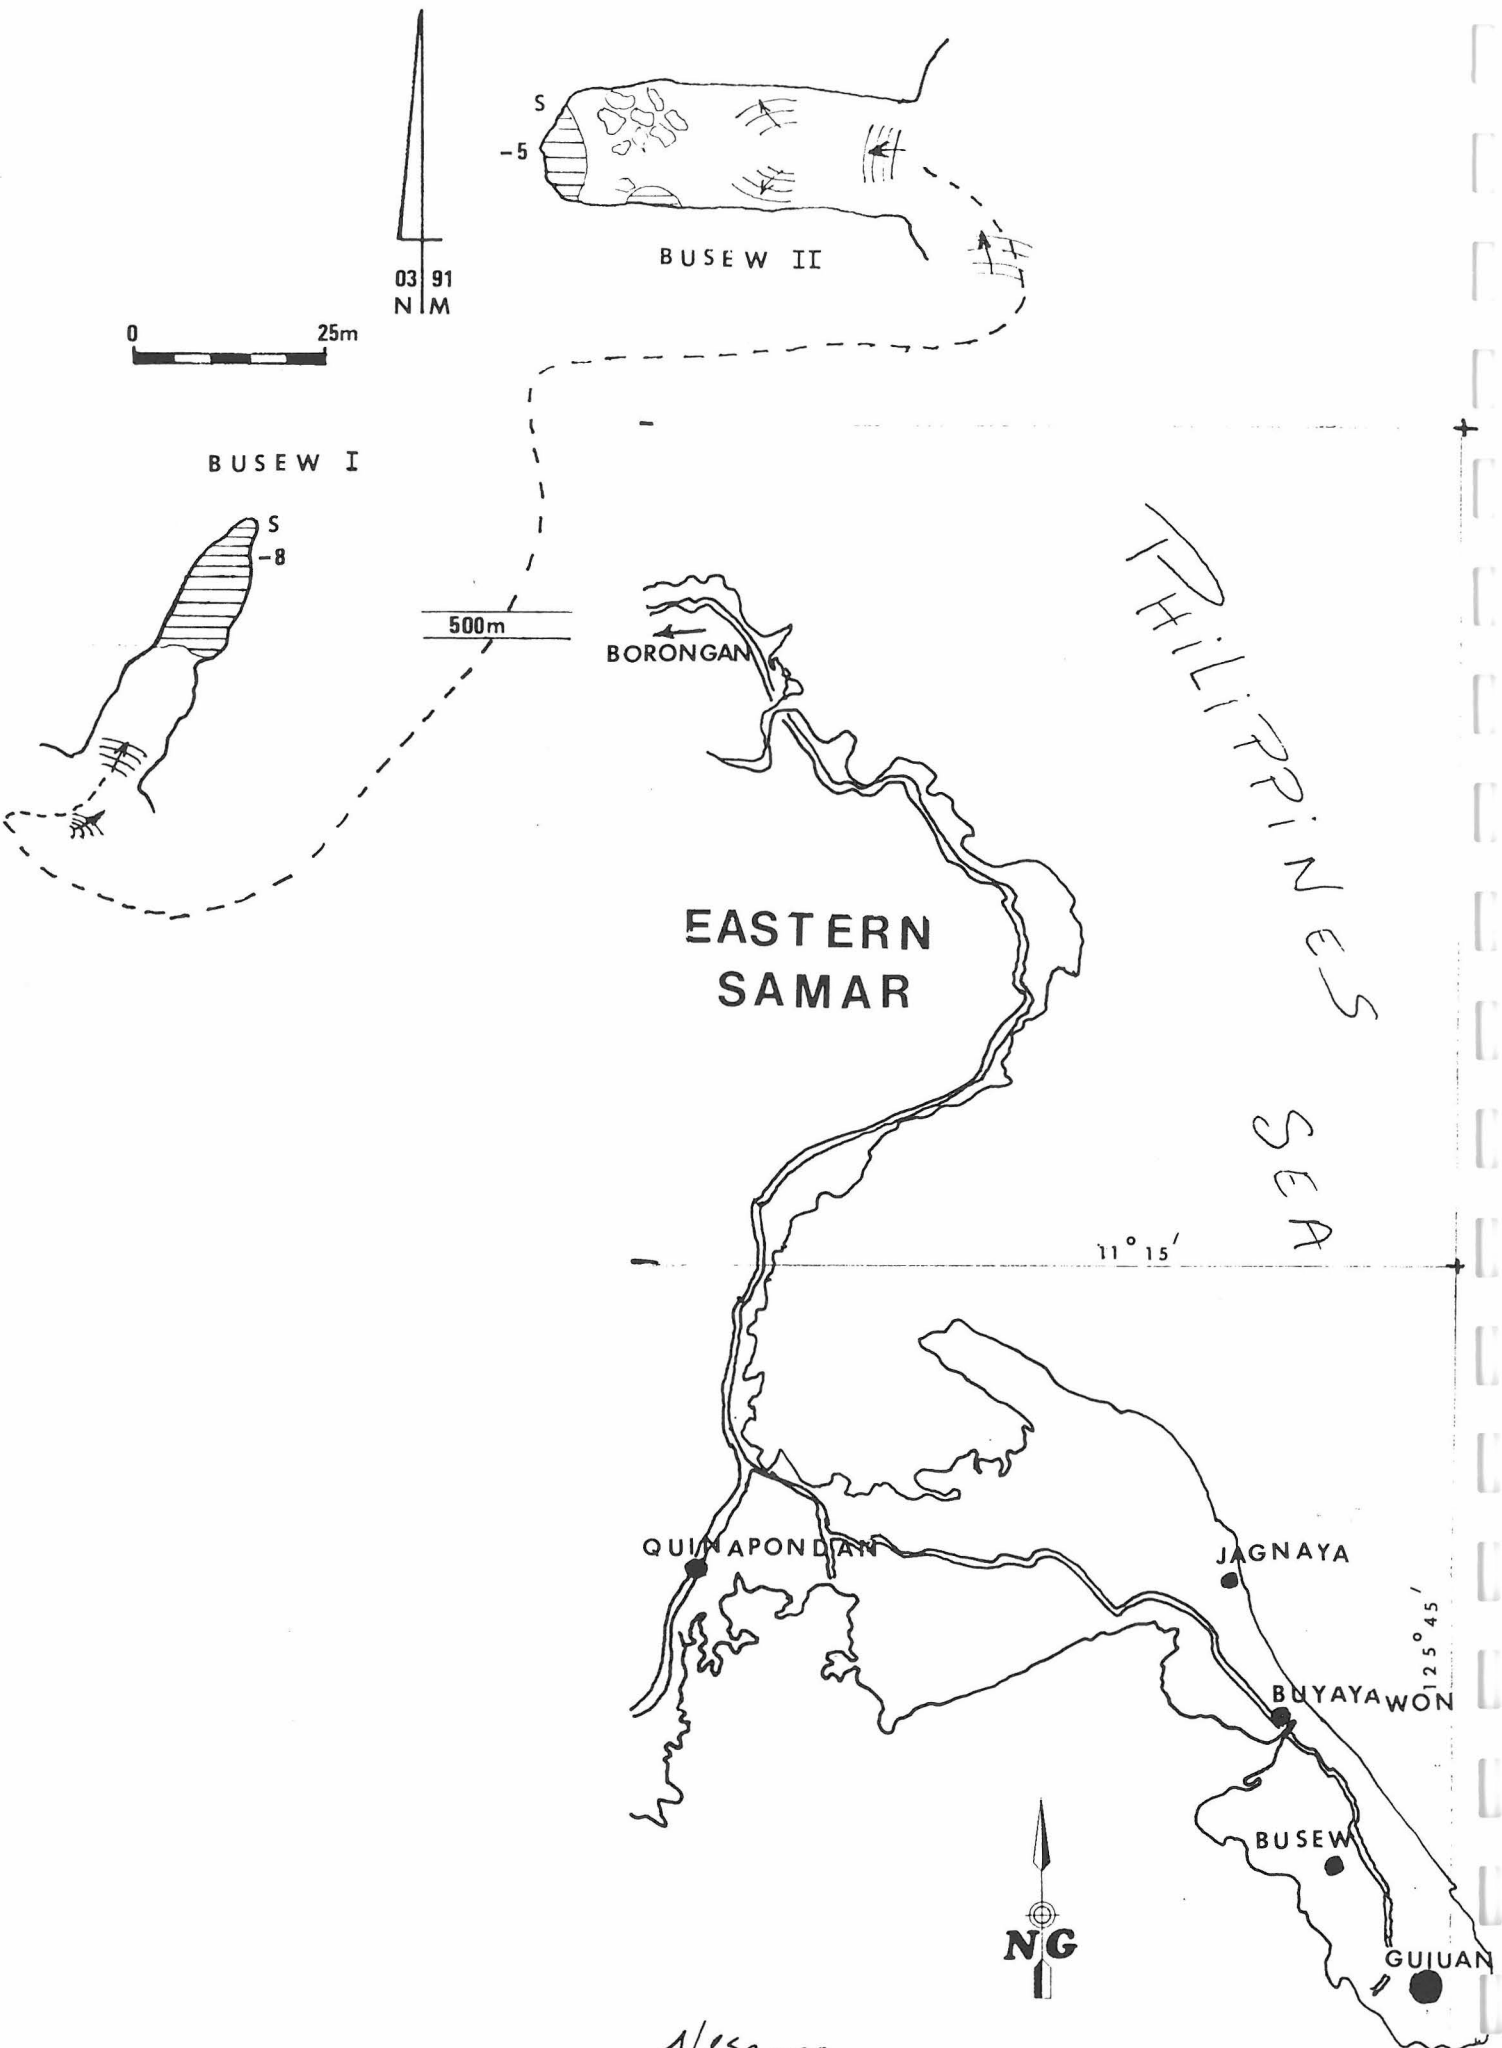 S
-5
BUSEW II
03 91
N M
0 25m
BUSEW I
S
-8
500m
BORONGAN
PHILIPPINES
SEA
EASTERN
SAMAR
11° 15'
QUINAPONDAN
JAGNAYA
125° 45'
BUYAYAWON
BUSEW
NG
GUIUAN